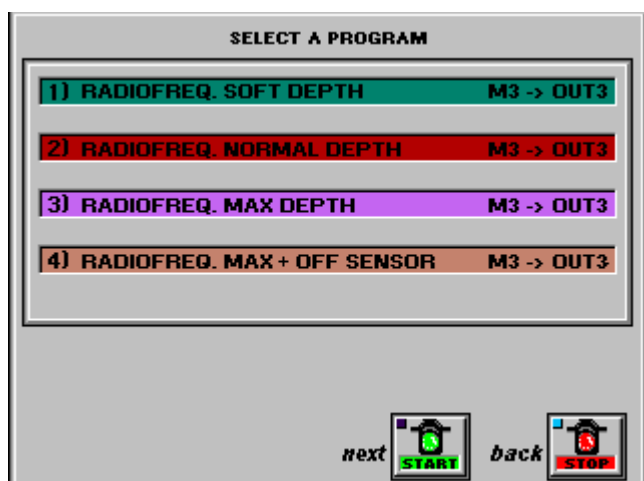 SELECT A PROGRAM
1) RADIOFREQ. SOFT DEPTH M3 -> OUT3
2) RADIOFREQ. NORMAL DEPTH M3 -> OUT3
3) RADIOFREQ. MAX DEPTH M3 -> OUT3
4) RADIOFREQ. MAX + OFF SENSOR M3 -> OUT3
next START back STOP